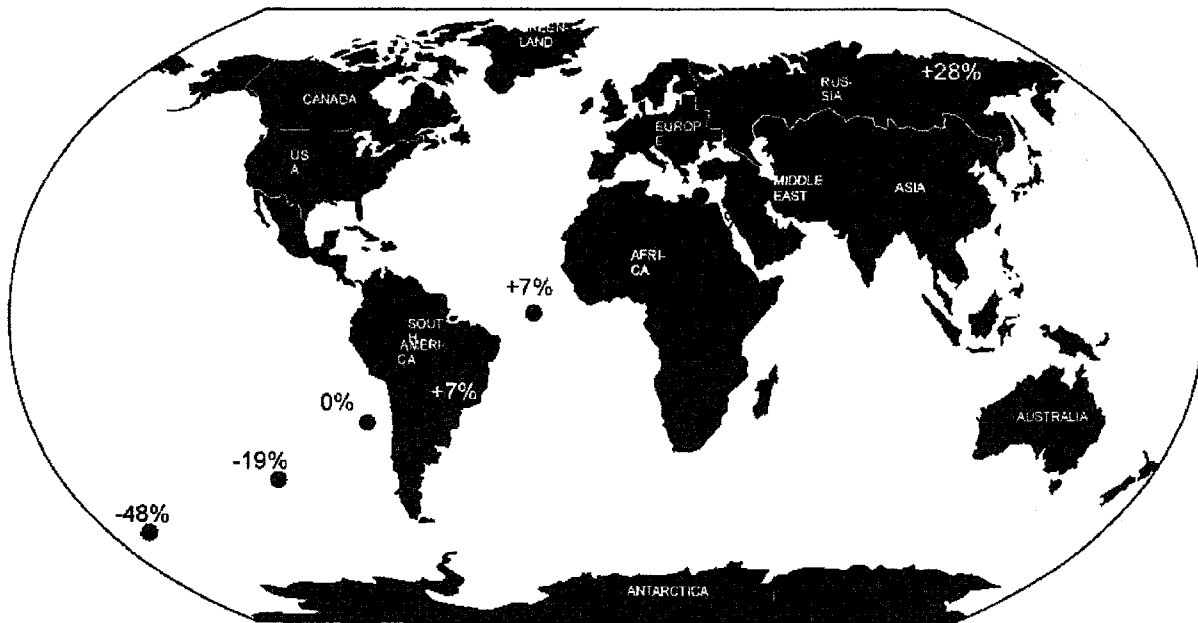 GREEN-
LAND
+28%
RUS-
SIA
CANADA
EUROP
E
US
A
MIDDLE
EAST
ASIA
AFRI-
CA
+7%
SOUT
H
AMERI-
CA
+7%
0%
AUSTRALIA
-19%
-48%
ANTARCTICA